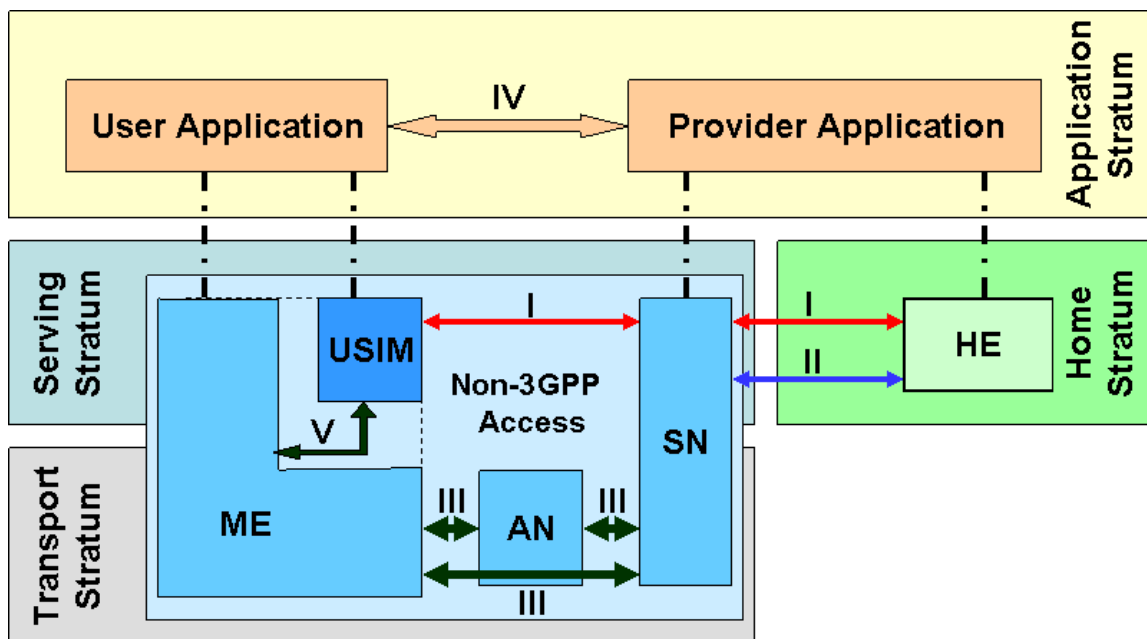 IV
User Application
Provider Application
Application
Stratum
Serving
Stratum
I
I
USIM
HE
II
Home
Stratum
Non-3GPP
Access
V
SN
Transport
Stratum
ME
III
III
AN
III